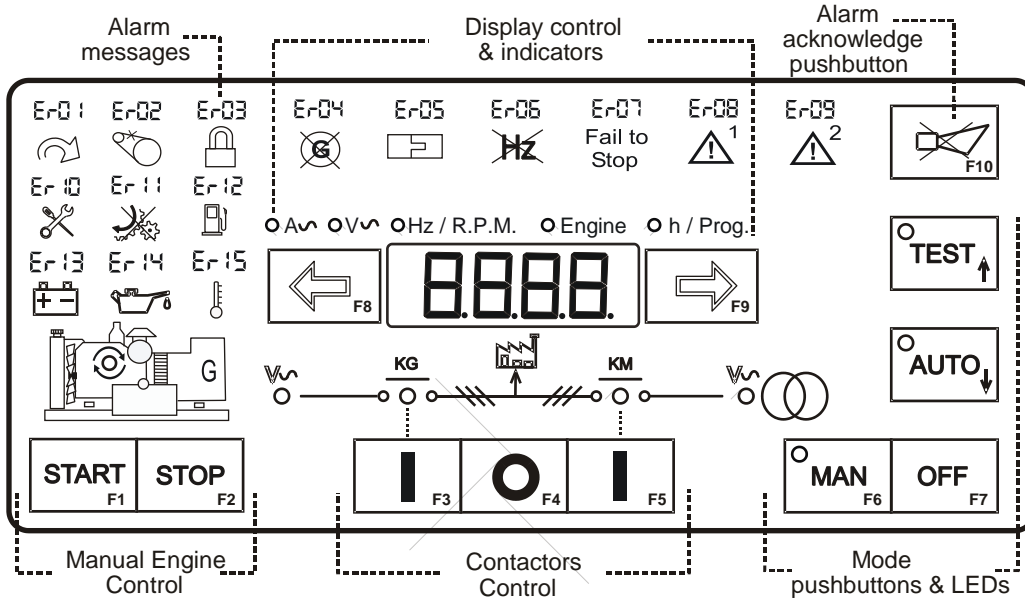 Alarm messages
Display control & indicators
Alarm acknowledge pushbutton
Er01 Er02 Er03 Er04 Er05 Er06 Er07 Er08 Er09
G
Hz
Fail to Stop
! 1
! 2
F10
Er10 Er11 Er12
A V Hz / R.P.M. Engine h / Prog.
TEST
Er13 Er14 Er15
+ −
F8
8.8.8.8
F9
G
V
KG
KM
V
AUTO
START F1
STOP F2
F3
F4
F5
MAN F6
OFF F7
Manual Engine Control
Contactors Control
Mode pushbuttons & LEDs